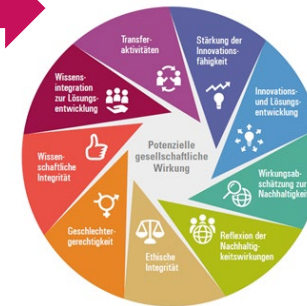 Transfer-
aktivitäten
Stärkung der
Innovations-
fähigkeit
Innovations-
und Lösungs-
entwicklung
Wirkungsab-
schätzung zur
Nachhaltigkeit
Reflexion der
Nachhaltig-
keitswirkungen
Ethische
Integrität
Geschlechter-
gerechtigkeit
Wissen-
schaftliche
Integrität
Wissens-
integration
zur Lösungs-
entwicklung
Potenzielle
gesellschaftliche
Wirkung